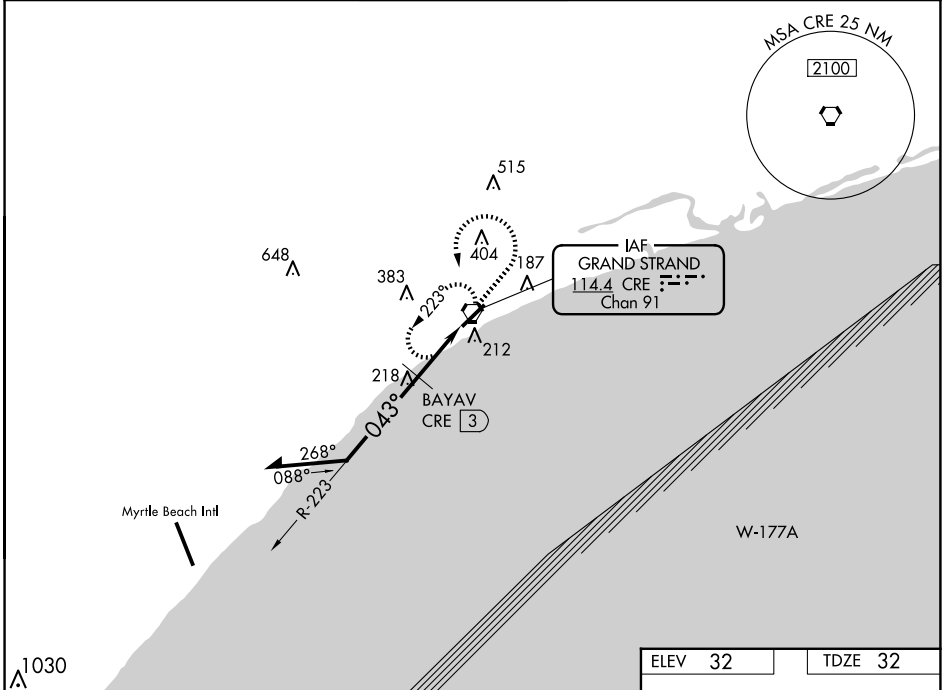 MSA CRE 25 NM
2100
515
404
648
383
187
223°
IAF
GRAND STRAND
114.4 CRE
Chan 91
212
218
BAYAV
CRE 3
043°
268°
088°
R-223
Myrtle Beach Intl
W-177A
1030
ELEV 32
TDZE 32